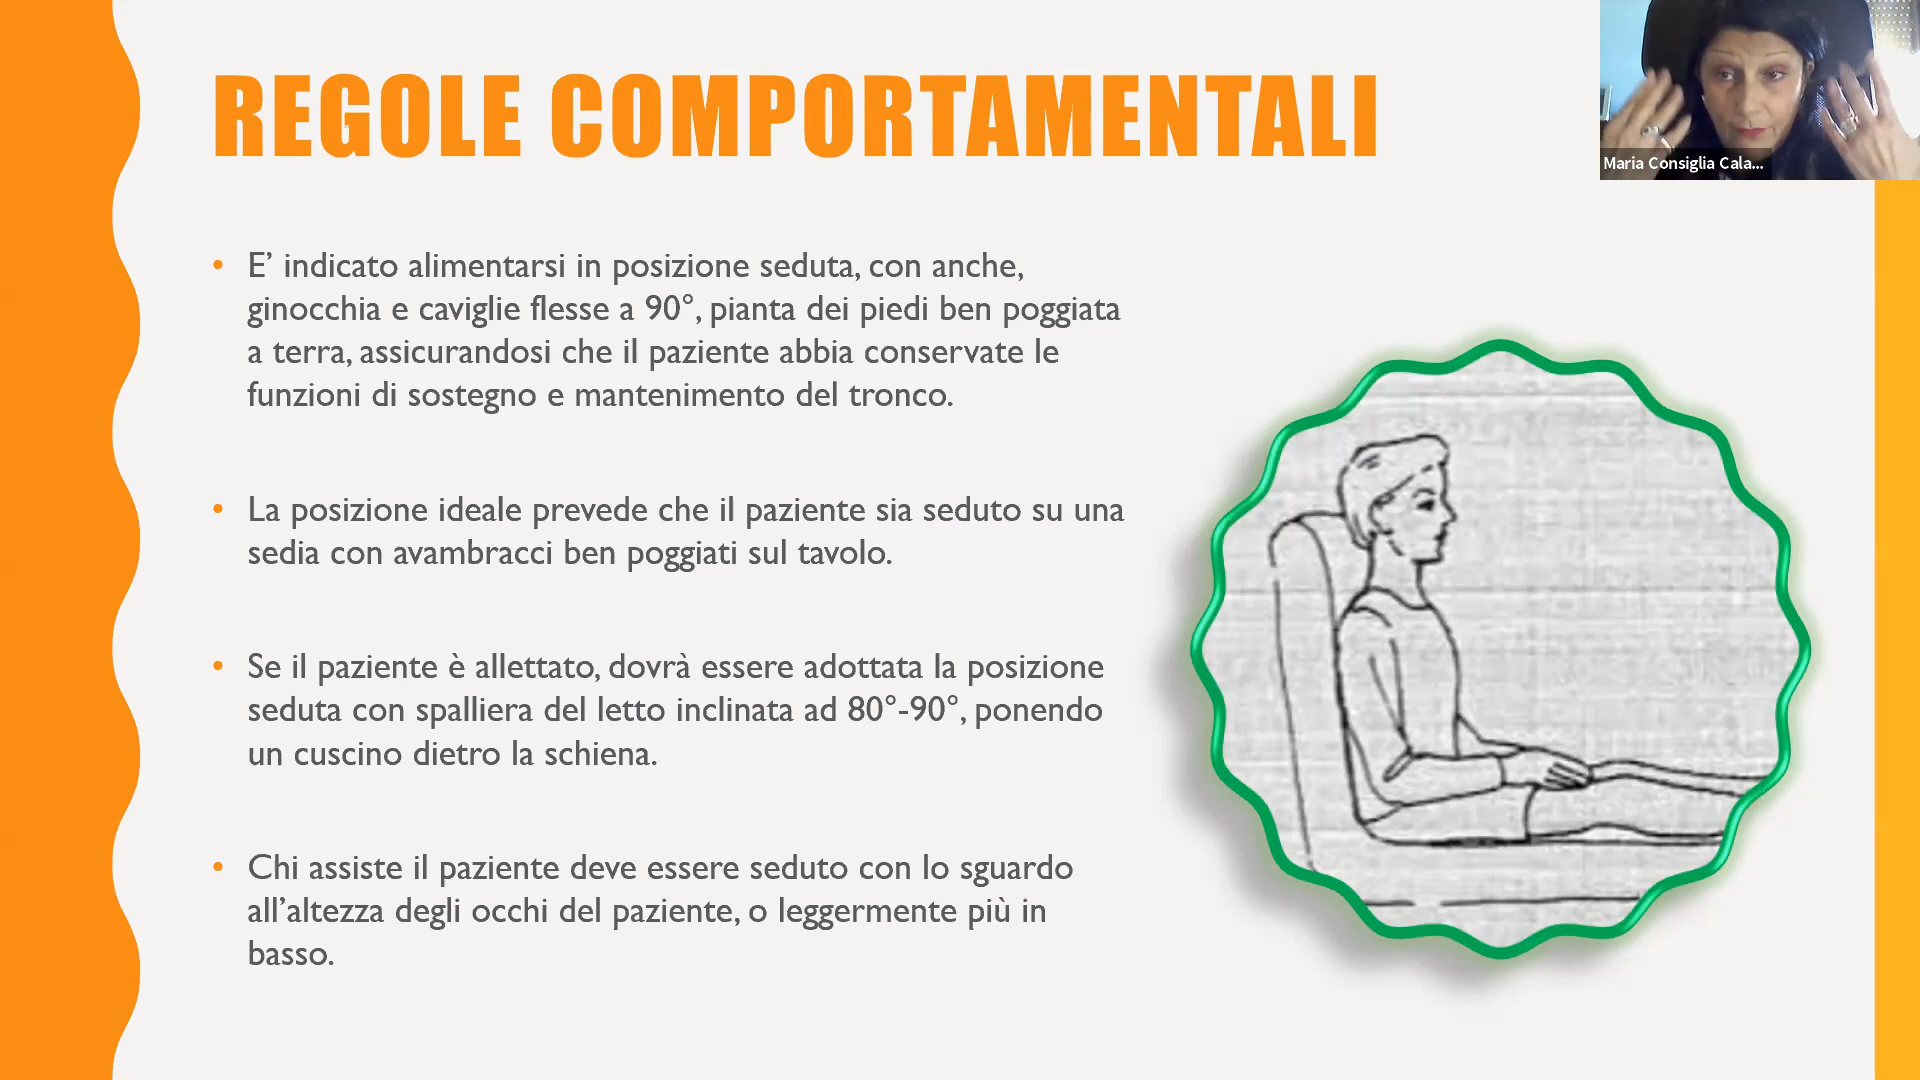 REGOLE COMPORTAMENTALI
Maria Consiglia Cala...
• E’ indicato alimentarsi in posizione seduta, con anche,
ginocchia e caviglie flesse a 90°, pianta dei piedi ben poggiata
a terra, assicurandosi che il paziente abbia conservate le
funzioni di sostegno e mantenimento del tronco.
• La posizione ideale prevede che il paziente sia seduto su una
sedia con avambracci ben poggiati sul tavolo.
• Se il paziente è allettato, dovrà essere adottata la posizione
seduta con spalliera del letto inclinata ad 80°-90°, ponendo
un cuscino dietro la schiena.
• Chi assiste il paziente deve essere seduto con lo sguardo
all’altezza degli occhi del paziente, o leggermente più in
basso.